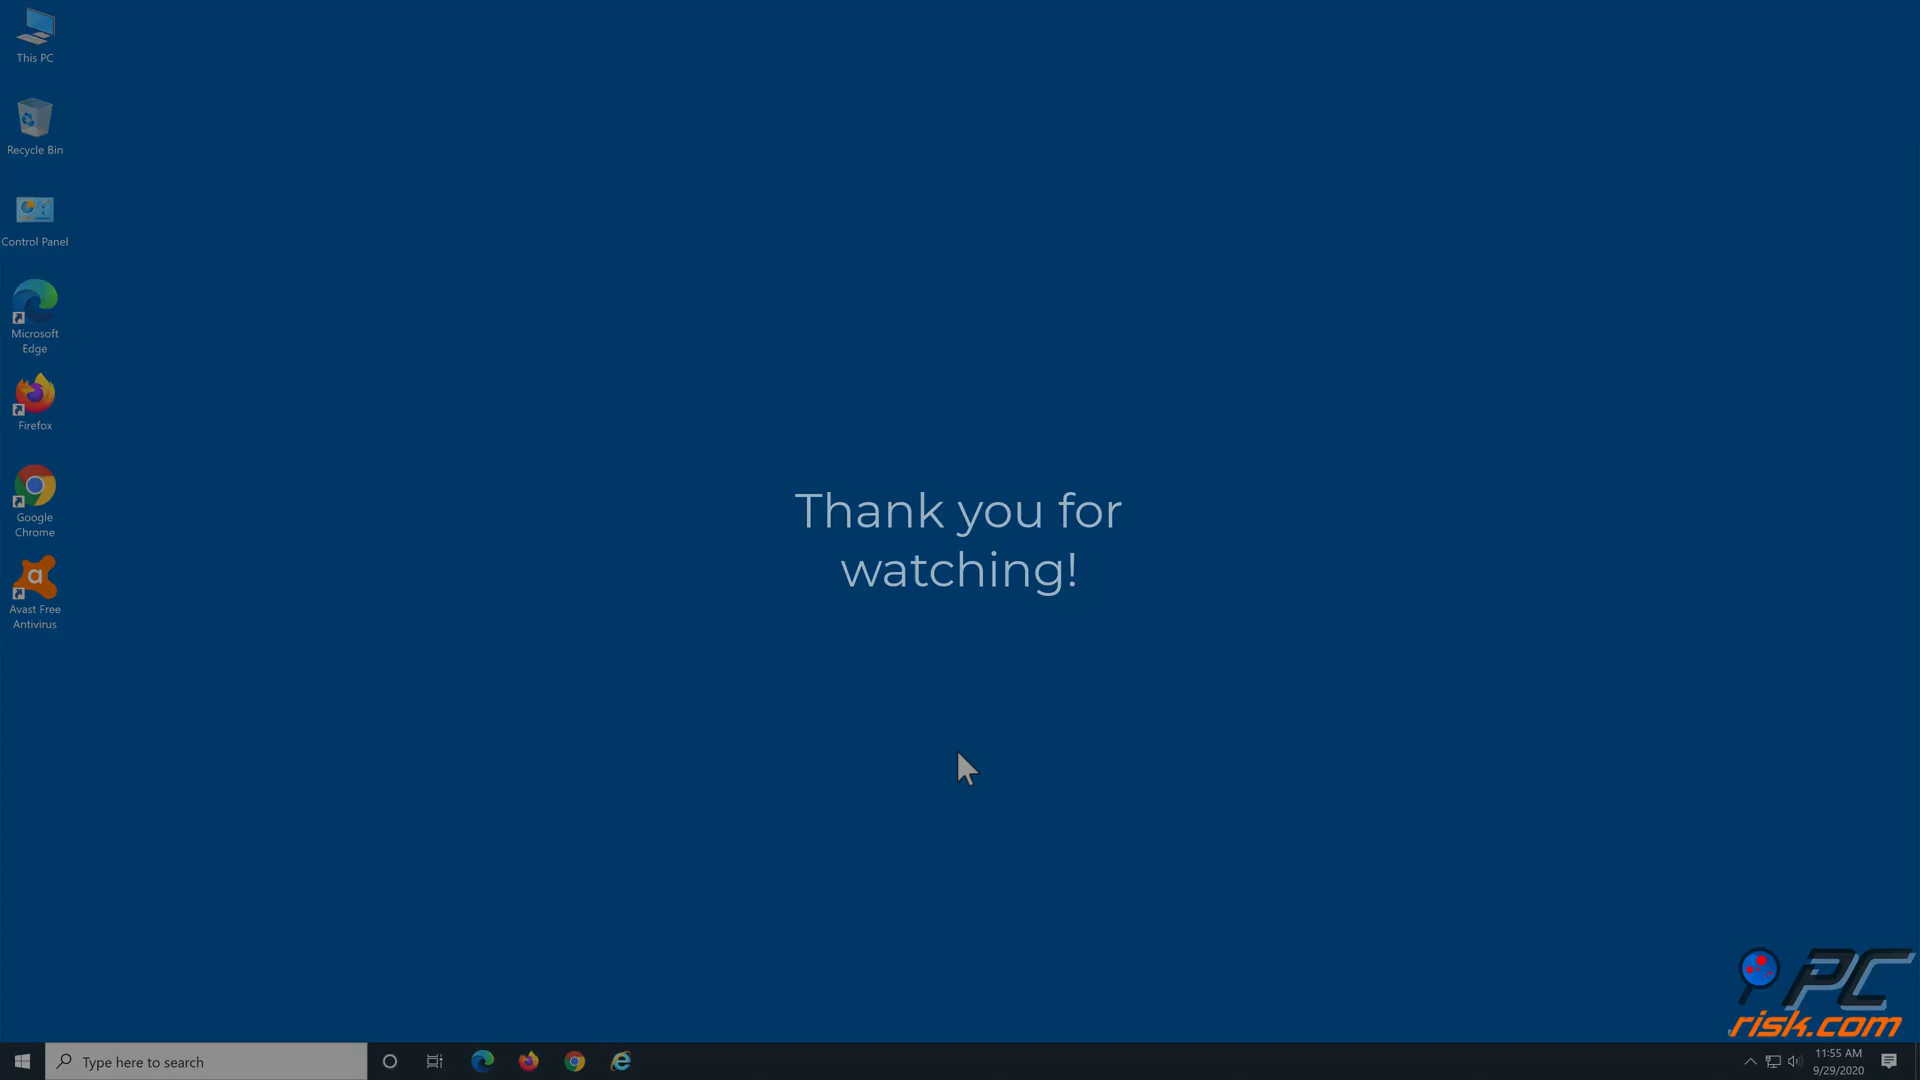 This PC
Recycle Bin
Control Panel
Microsoft
Edge
Firefox
Google
Chrome
a
Avast Free
Antivirus
Thank you for
watching!
PC
risk.com
Type here to search
11:55 AM
9/29/2020